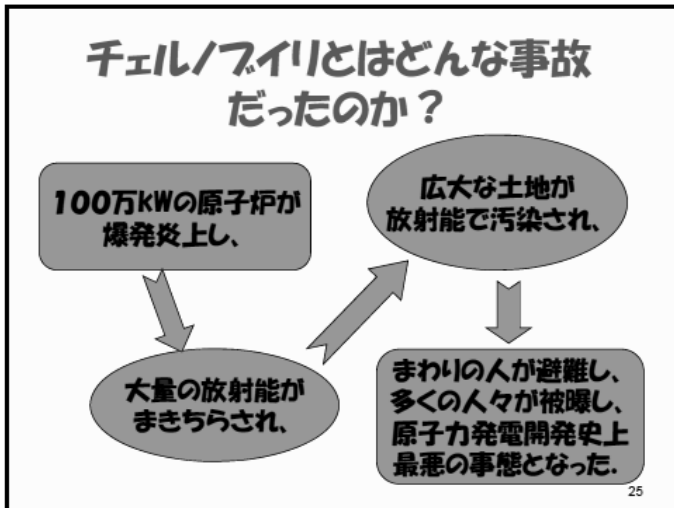 チェルノブイリとはどんな事故
だったのか？
100万kWの原子炉が
爆発炎上し、
大量の放射能が
まきちらされ、
広大な土地が
放射能で汚染され、
まわりの人が避難し、
多くの人々が被曝し、
原子力発電開発史上
最悪の事態となった.
25